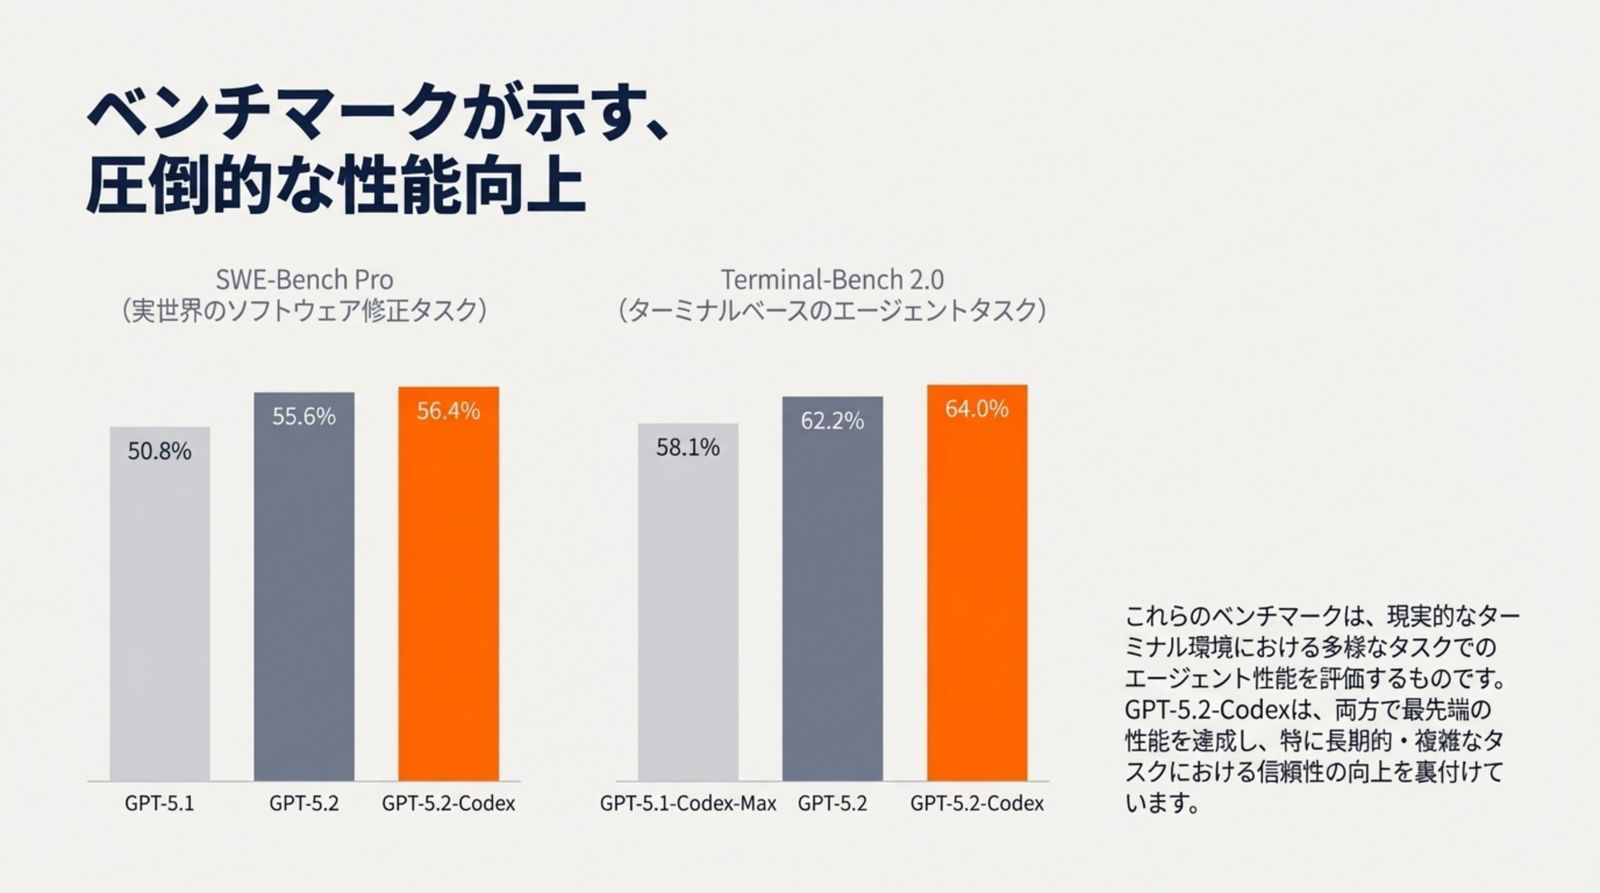 ベンチマークが示す、
圧倒的な性能向上
SWE-Bench Pro
（実世界のソフトウェア修正タスク）
50.8%
55.6%
56.4%
GPT-5.1
GPT-5.2
GPT-5.2-Codex
Terminal-Bench 2.0
（ターミナルベースのエージェントタスク）
58.1%
62.2%
64.0%
GPT-5.1-Codex-Max
GPT-5.2
GPT-5.2-Codex
これらのベンチマークは、現実的なター
ミナル環境における多様なタスクでの
エージェント性能を評価するものです。
GPT-5.2-Codexは、両方で最先端の
性能を達成し、特に長期的・複雑なタ
スクにおける信頼性の向上を裏付けて
います。